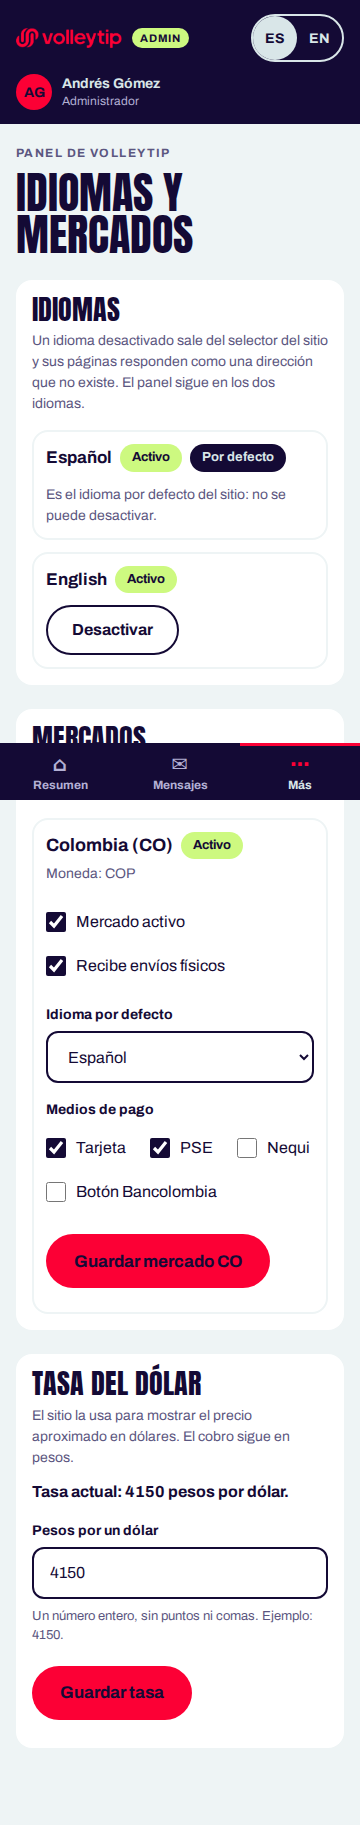 volleytip ADMIN ES EN
AG Andrés Gómez
Administrador
PANEL DE VOLLEYTIP
IDIOMAS Y
MERCADOS
IDIOMAS
Un idioma desactivado sale del selector del sitio
y sus páginas responden como una dirección
que no existe. El panel sigue en los dos
idiomas.
Español Activo Por defecto
Es el idioma por defecto del sitio: no se
puede desactivar.
English Activo
Desactivar
MERCADOS
Resumen Mensajes Más
Colombia (CO) Activo
Moneda: COP
Mercado activo
Recibe envíos físicos
Idioma por defecto
Español
Medios de pago
Tarjeta PSE Nequi
Botón Bancolombia
Guardar mercado CO
TASA DEL DÓLAR
El sitio la usa para mostrar el precio
aproximado en dólares. El cobro sigue en
pesos.
Tasa actual: 4150 pesos por dólar.
Pesos por un dólar
4150
Un número entero, sin puntos ni comas. Ejemplo:
4150.
Guardar tasa